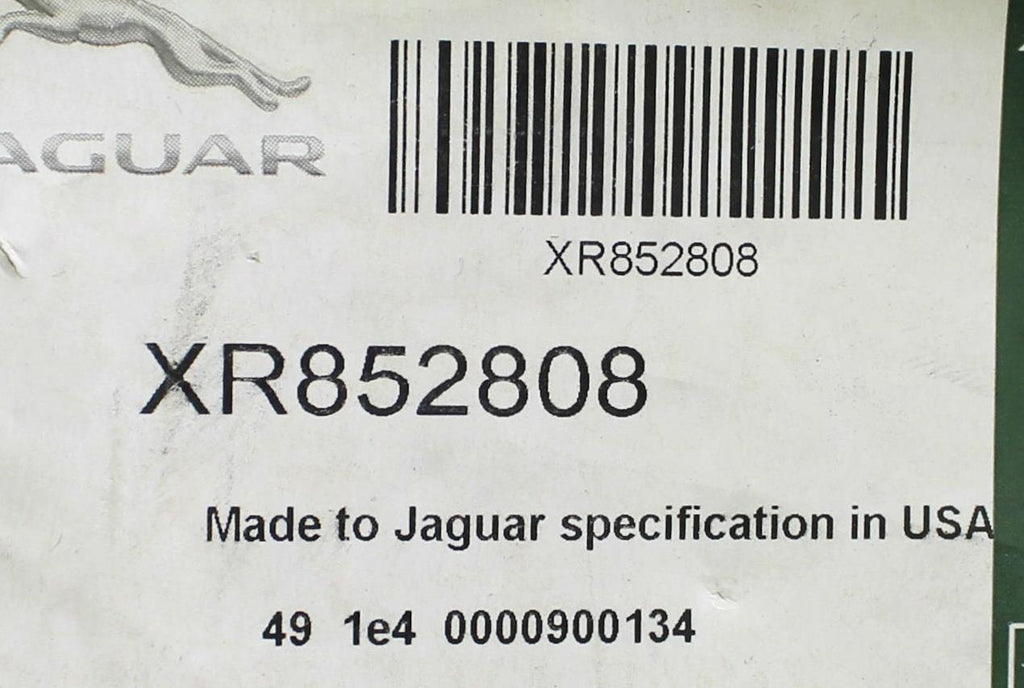 AGUAR
XR852808
XR852808
Made to Jaguar specification in USA
49 1e4 0000900134